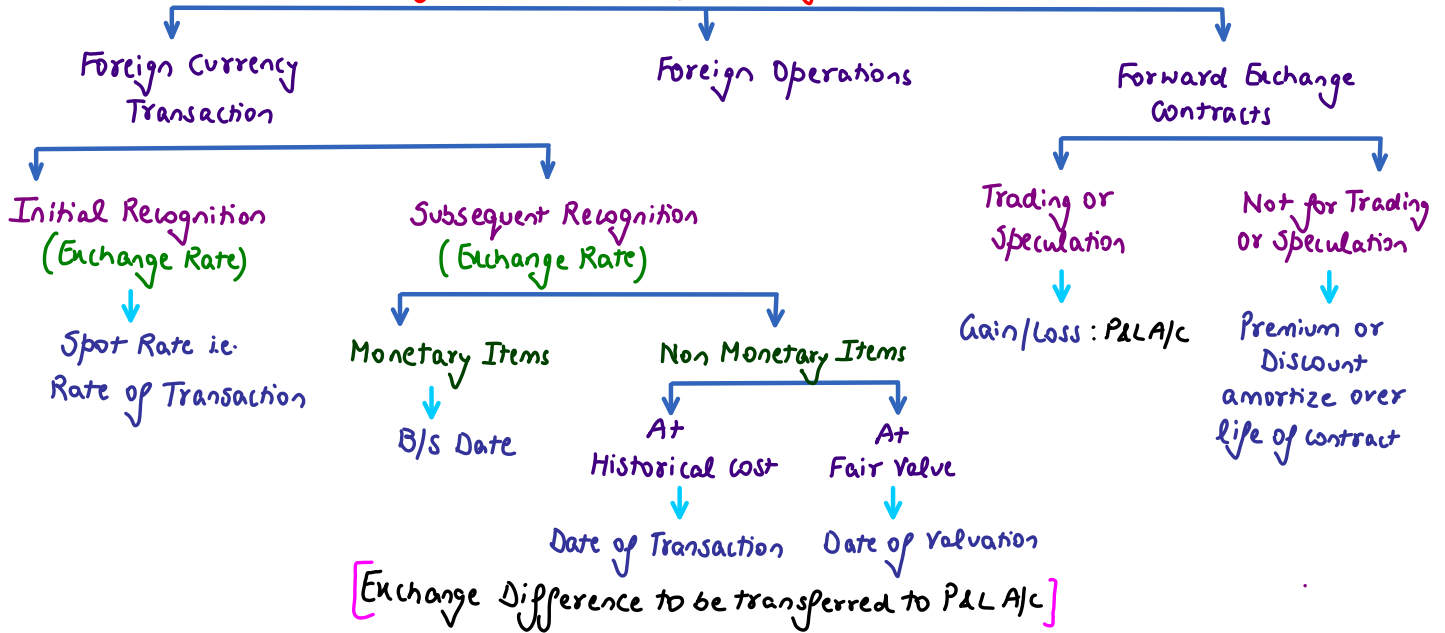 Foreign Currency
Transaction
Foreign Operations
Forward Exchange
Contracts
Initial Recognition
(Exchange Rate)
Subsequent Recognition
(Exchange Rate)
Trading or
Speculation
Not for Trading
or Speculation
Spot Rate i.e.
Rate of Transaction
Monetary Items
Non Monetary Items
Gain/Loss : P&L A/c
Premium or
Discount
amortize over
life of contract
B/S Date
At
Historical Cost
At
Fair Value
Date of Transaction
Date of Valuation
[Exchange Difference to be transferred to P&L A/c]